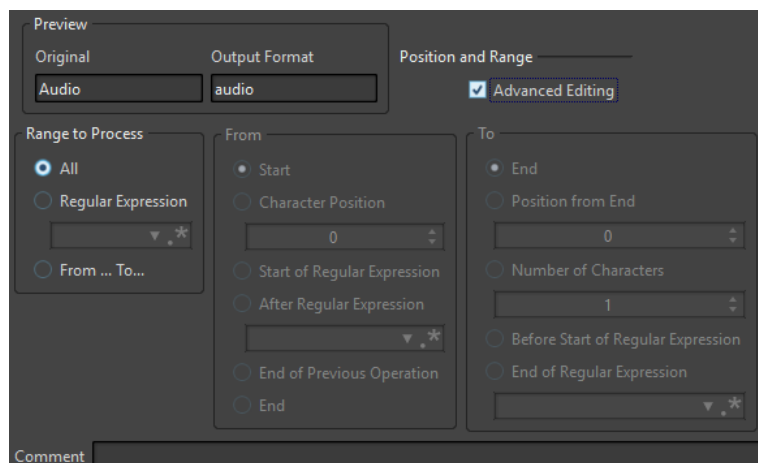 Preview
Original
Output Format
Audio
audio
Position and Range
Advanced Editing
Range to Process
All
Regular Expression
.*
From ... To...
From
Start
Character Position
0
Start of Regular Expression
After Regular Expression
.*
End of Previous Operation
End
To
End
Position from End
0
Number of Characters
1
Before Start of Regular Expression
End of Regular Expression
.*
Comment